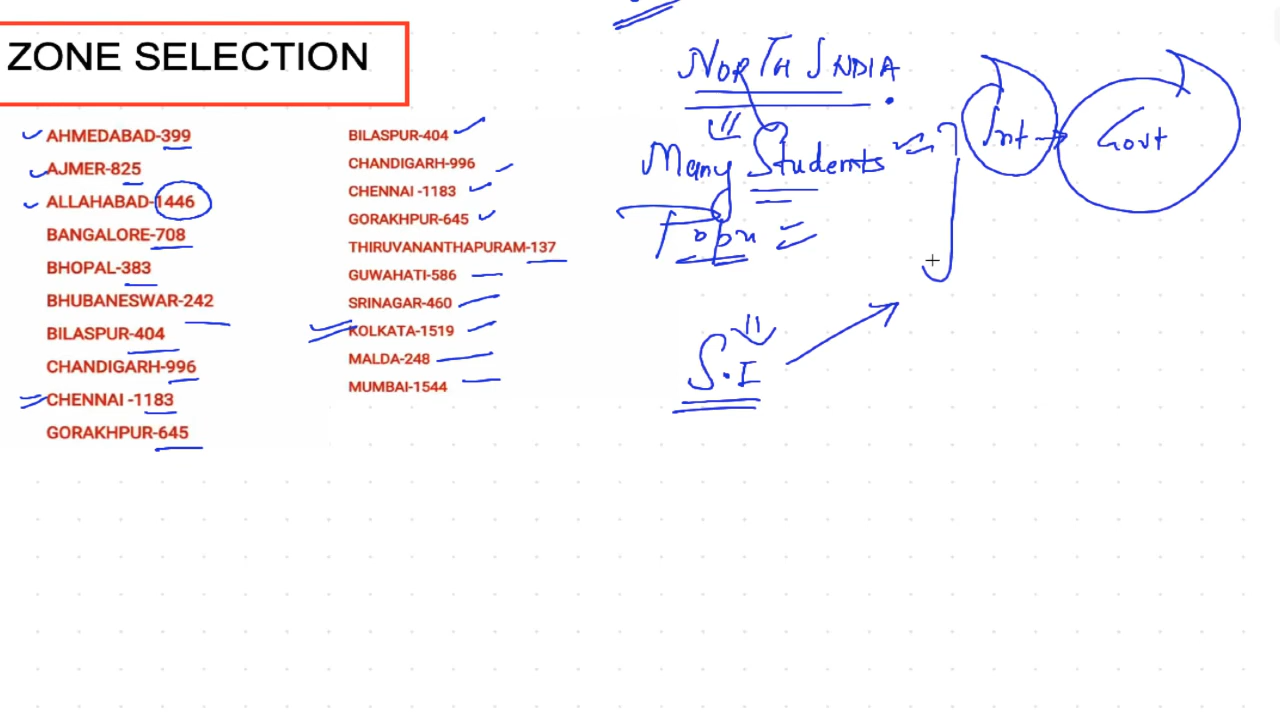 ZONE SELECTION
AHMEDABAD-399
AJMER-825
ALLAHABAD-1446
BANGALORE-708
BHOPAL-383
BHUBANESWAR-242
BILASPUR-404
CHANDIGARH-996
CHENNAI -1183
GORAKHPUR-645
BILASPUR-404
CHANDIGARH-996
CHENNAI -1183
GORAKHPUR-645
THIRUVANANTHAPURAM-137
GUWAHATI-586
SRINAGAR-460
KOLKATA-1519
MALDA-248
MUMBAI-1544
NORTH INDIA
Many Students
Popn
S.I
Int
Govt